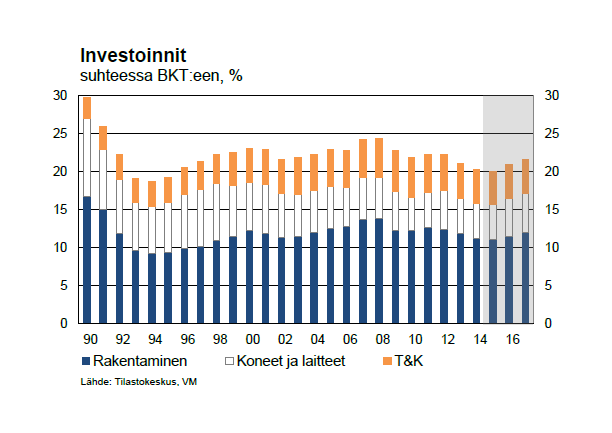 Investoinnit
suhteessa BKT:een, %
30 30
25 25
20 20
15 15
10 10
5 5
0 0
90 92 94 96 98 00 02 04 06 08 10 12 14 16
Rakentaminen Koneet ja laitteet T&K
Lähde: Tilastokeskus, VM